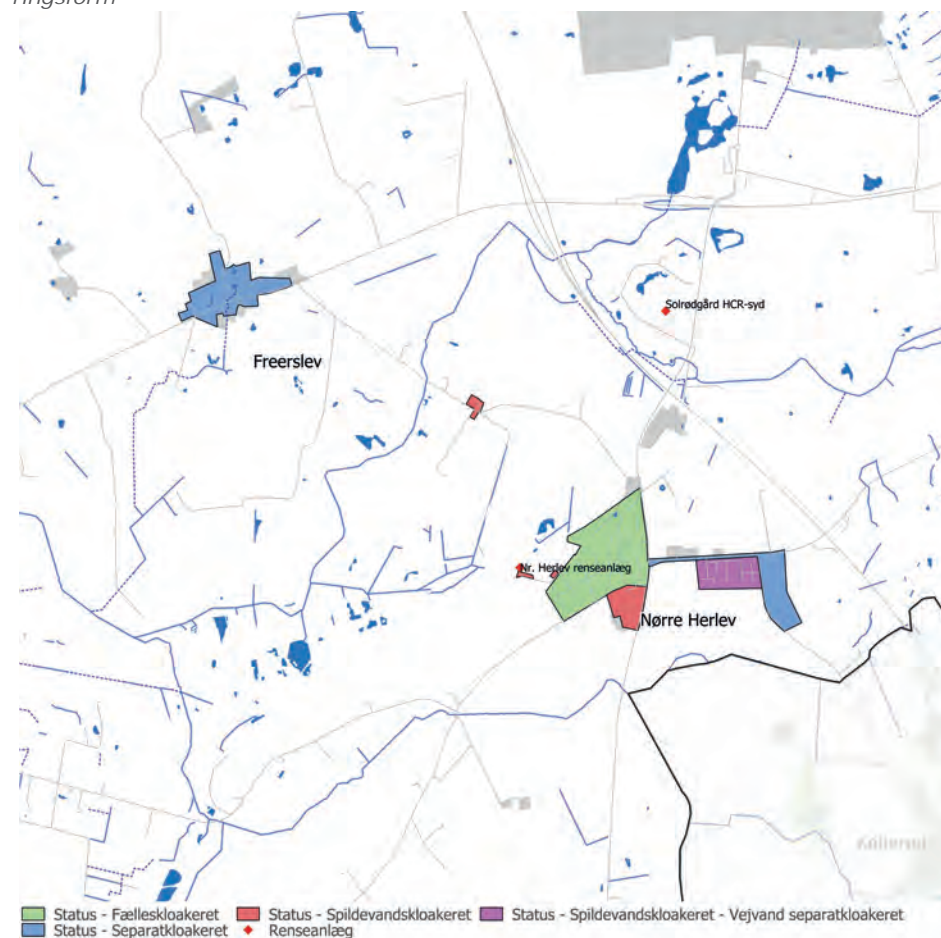 ringsform
Solrødgård HCR-syd
Freerslev
Nr. Herlev renseanlæg
Nørre Herlev
Status - Fælleskloakeret
Status - Spildevandskloakeret
Status - Spildevandskloakeret - Vejvand separatkloakeret
Status - Separatkloakeret
Renseanlæg